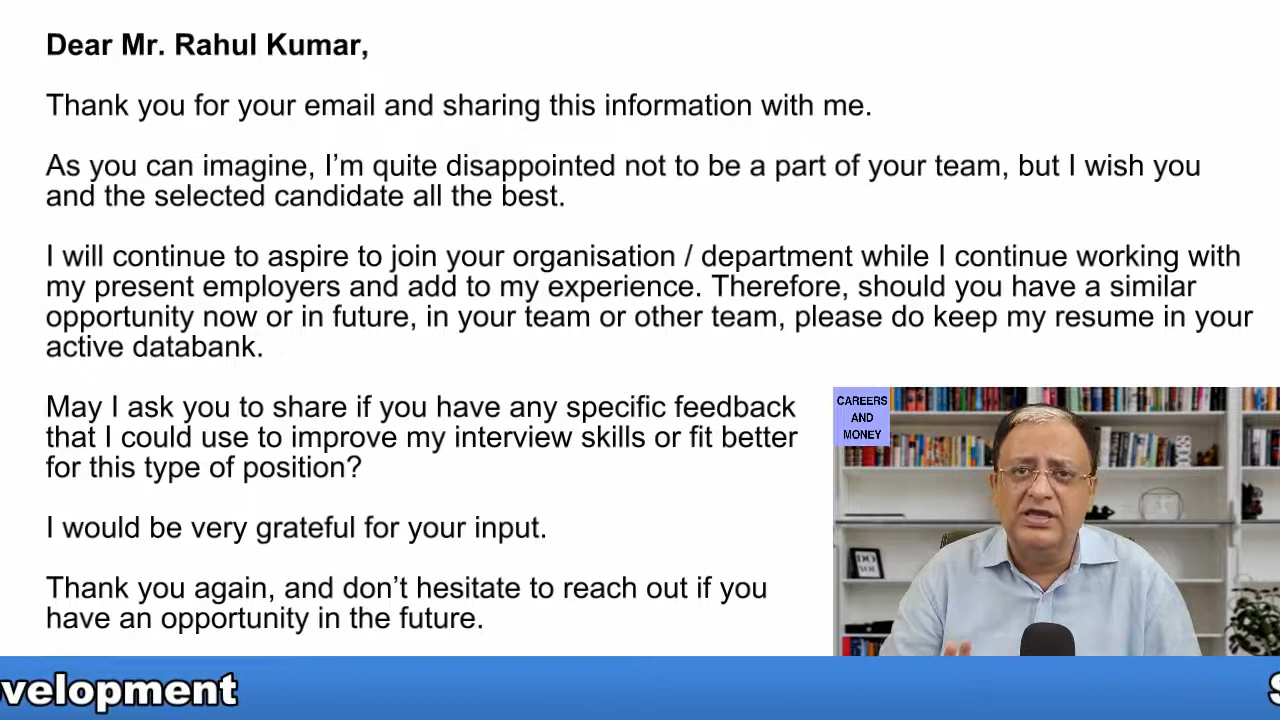 Dear Mr. Rahul Kumar,
Thank you for your email and sharing this information with me.
As you can imagine, I’m quite disappointed not to be a part of your team, but I wish you
and the selected candidate all the best.
I will continue to aspire to join your organisation / department while I continue working with
my present employers and add to my experience. Therefore, should you have a similar
opportunity now or in future, in your team or other team, please do keep my resume in your
active databank.
May I ask you to share if you have any specific feedback
that I could use to improve my interview skills or fit better
for this type of position?
I would be very grateful for your input.
Thank you again, and don’t hesitate to reach out if you
have an opportunity in the future.
CAREERS
AND
MONEY
velopment